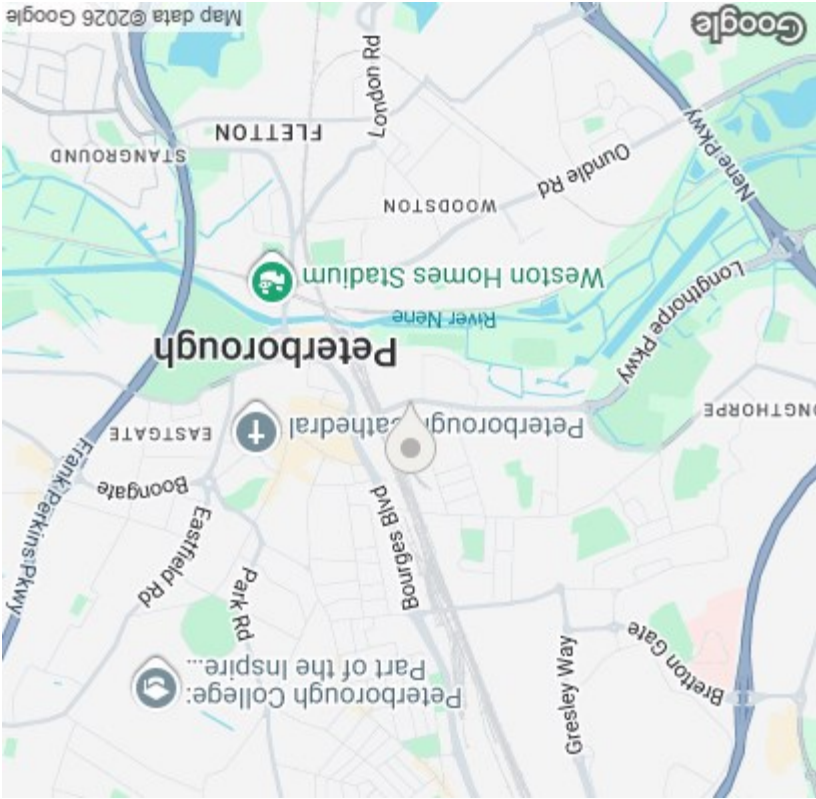 Peterborough College:
Part of the Inspire...
Gresley Way
Bretton Gate
Park Rd
Eastfield Rd
Bourges Blvd
Boongate
Frank Perkins Pkwy
EASTGATE
Peterborough Cathedral
Peterborough
River Nene
Longthorpe Pkwy
Weston Homes Stadium
Nene Pkwy
WOODSTON
Oundle Rd
STANGROUND
FLETTON
London Rd
Google
Map data ©2026 Google